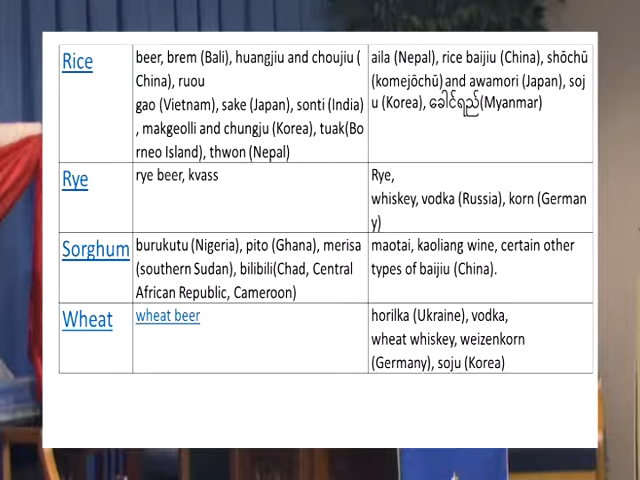 Rice
beer, brem (Bali), huangjiu and choujiu (
China), ruou
gao (Vietnam), sake (Japan), sonti (India)
, makgeolli and chungju (Korea), tuak(Bo
rneo Island), thwon (Nepal)
aila (Nepal), rice baijiu (China), shōchū
(komejōchū) and awamori (Japan), soj
u (Korea), ခေါင်ရည်(Myanmar)
Rye
rye beer, kvass
Rye,
whiskey, vodka (Russia), korn (German
y)
Sorghum
burukutu (Nigeria), pito (Ghana), merisa
(southern Sudan), bilibili(Chad, Central
African Republic, Cameroon)
maotai, kaoliang wine, certain other
types of baijiu (China).
Wheat
wheat beer
horilka (Ukraine), vodka,
wheat whiskey, weizenkorn
(Germany), soju (Korea)